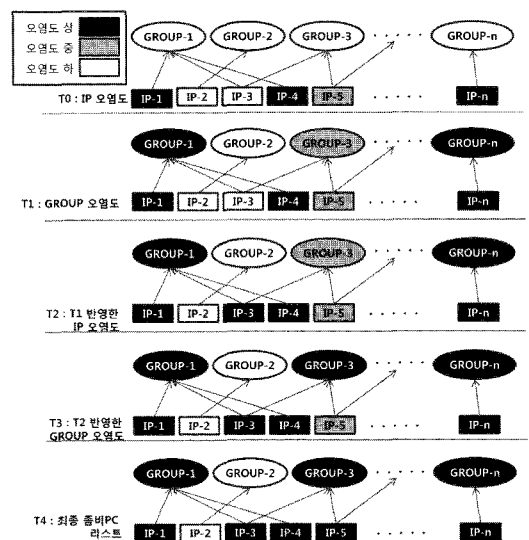 오염도 상
오염도 중
오염도 하
GROUP-1 GROUP-2 GROUP-3 . . . . . GROUP-n
T0 : IP 오염도 IP-1 IP-2 IP-3 IP-4 IP-5 . . . . . IP-n
GROUP-1 GROUP-2 GROUP-3 . . . . . GROUP-n
T1 : GROUP 오염도 IP-1 IP-2 IP-3 IP-4 IP-5 . . . . . IP-n
GROUP-1 GROUP-2 GROUP-3 . . . . . GROUP-n
T2 : T1 반영한 IP-1 IP-2 IP-3 IP-4 IP-5 . . . . . IP-n
IP 오염도
GROUP-1 GROUP-2 GROUP-3 . . . . . GROUP-n
T3 : T2 반영한 IP-1 IP-2 IP-3 IP-4 IP-5 . . . . . IP-n
GROUP 오염도
GROUP-1 GROUP-2 GROUP-3 . . . . . GROUP-n
T4 : 최종 좀비PC
리스트 IP-1 IP-2 IP-3 IP-4 IP-5 . . . . . IP-n